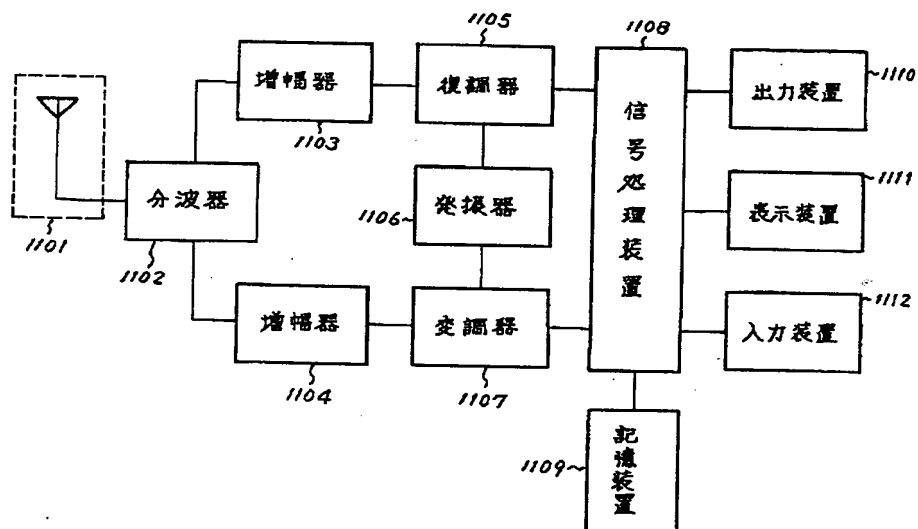 1105
1108
増幅器
1103
復調器
信号処理装置
出力装置
1110
1101
分波器
1102
1106
発振器
1111
表示装置
増幅器
1104
変調器
1107
1112
入力装置
1109
記憶装置